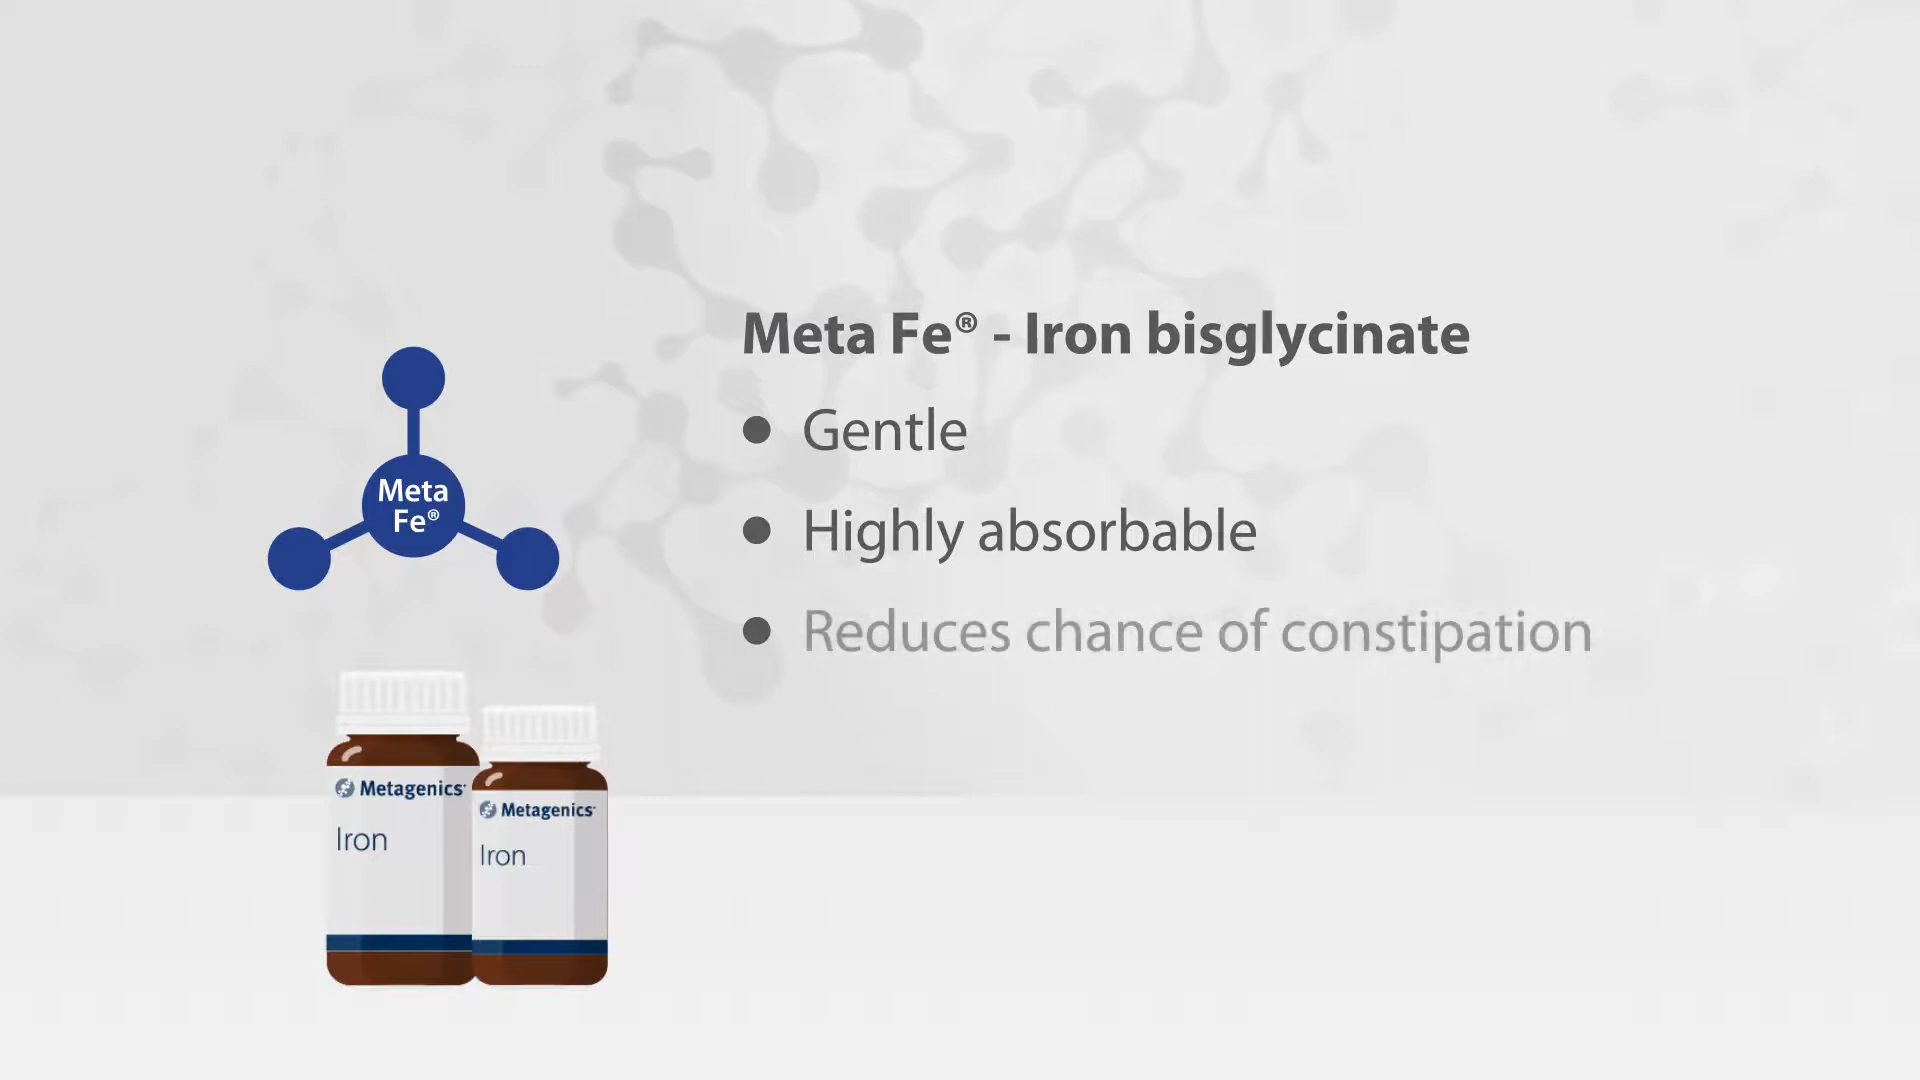 Meta Fe® - Iron bisglycinate
● Gentle
● Highly absorbable
● Reduces chance of constipation
Meta
Fe®
Metagenics
Iron
Metagenics
Iron